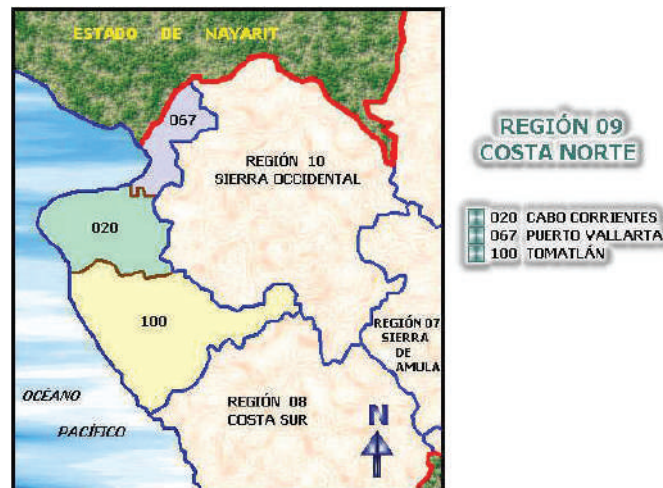 ESTADO DE NAYARIT
067
REGIÓN 10
SIERRA OCCIDENTAL
020
100
REGIÓN 07
SIERRA
DE
AMULA
REGIÓN 08
COSTA SUR
OCÉANO
PACÍFICO
N
REGIÓN 09
COSTA NORTE
020 CABO CORRIENTES
067 PUERTO VALLARTA
100 TOMATLÁN